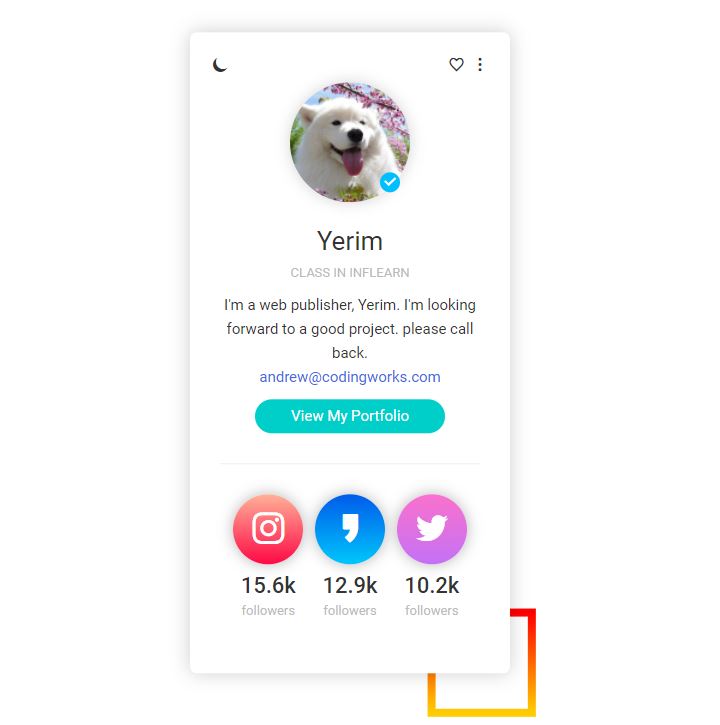 Yerim
CLASS IN INFLEARN
I'm a web publisher, Yerim. I'm looking
forward to a good project. please call
back.
andrew@codingworks.com
View My Portfolio
15.6k 12.9k 10.2k
followers followers followers